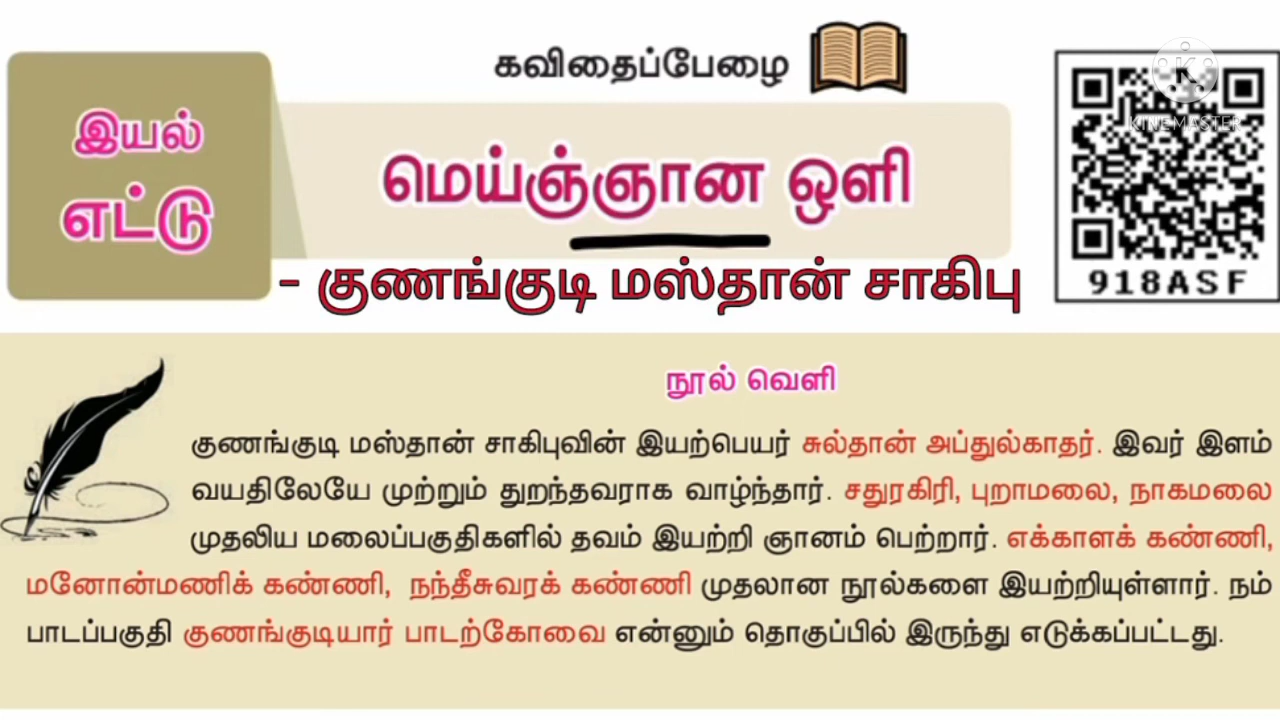 கவிதைப்பேழை
இயல்
எட்டு
மெய்ஞ்ஞான ஒளி
- குணங்குடி மஸ்தான் சாகிபு
KINEMASTER
918ASF
நூல் வெளி
குணங்குடி மஸ்தான் சாகிபுவின் இயற்பெயர் சுல்தான் அப்துல்காதர். இவர் இளம்
வயதிலேயே முற்றும் துறந்தவராக வாழ்ந்தார். சதுரகிரி, புறாமலை, நாகமலை
முதலிய மலைப்பகுதிகளில் தவம் இயற்றி ஞானம் பெற்றார். எக்காளக் கண்ணி,
மனோன்மணிக் கண்ணி, நந்தீசுவரக் கண்ணி முதலான நூல்களை இயற்றியுள்ளார். நம்
பாடப்பகுதி குணங்குடியார் பாடற்கோவை என்னும் தொகுப்பில் இருந்து எடுக்கப்பட்டது.